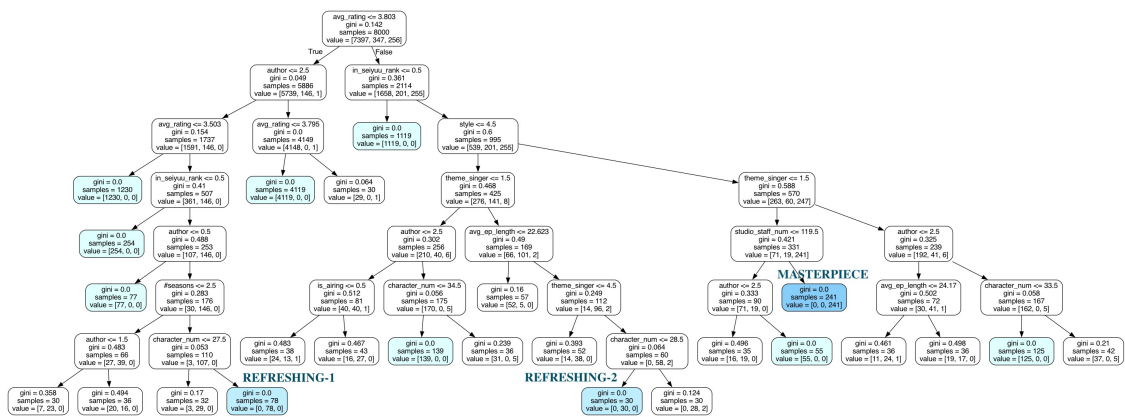 avg_rating <= 3.803
gini = 0.142
samples = 8000
value = [7397, 347, 256]
True
False
author <= 2.5
gini = 0.049
samples = 5886
value = [5739, 146, 1]
in_seiyuu_rank <= 0.5
gini = 0.361
samples = 2114
value = [1658, 201, 255]
avg_rating <= 3.503
gini = 0.154
samples = 1737
value = [1591, 146, 0]
avg_rating <= 3.795
gini = 0.0
samples = 4149
value = [4148, 0, 1]
gini = 0.0
samples = 1119
value = [1119, 0, 0]
style <= 4.5
gini = 0.6
samples = 995
value = [539, 201, 255]
gini = 0.0
samples = 1230
value = [1230, 0, 0]
in_seiyuu_rank <= 0.5
gini = 0.41
samples = 507
value = [361, 146, 0]
gini = 0.0
samples = 4119
value = [4119, 0, 0]
gini = 0.064
samples = 30
value = [29, 0, 1]
theme_singer <= 1.5
gini = 0.468
samples = 425
value = [276, 141, 8]
theme_singer <= 1.5
gini = 0.588
samples = 570
value = [263, 60, 247]
gini = 0.0
samples = 254
value = [254, 0, 0]
author <= 0.5
gini = 0.488
samples = 253
value = [107, 146, 0]
author <= 2.5
gini = 0.302
samples = 256
value = [210, 40, 6]
avg_ep_length <= 22.623
gini = 0.49
samples = 169
value = [66, 101, 2]
studio_staff_num <= 119.5
gini = 0.421
samples = 331
value = [71, 19, 241]
author <= 2.5
gini = 0.325
samples = 239
value = [192, 41, 6]
MASTERPIECE
gini = 0.0
samples = 77
value = [77, 0, 0]
#seasons <= 2.5
gini = 0.283
samples = 176
value = [30, 146, 0]
is_airing <= 0.5
gini = 0.512
samples = 81
value = [40, 40, 1]
character_num <= 34.5
gini = 0.056
samples = 175
value = [170, 0, 5]
gini = 0.16
samples = 57
value = [52, 5, 0]
theme_singer <= 4.5
gini = 0.249
samples = 112
value = [14, 96, 2]
author <= 2.5
gini = 0.333
samples = 90
value = [71, 19, 0]
gini = 0.0
samples = 241
value = [0, 0, 241]
avg_ep_length <= 24.17
gini = 0.502
samples = 72
value = [30, 41, 1]
character_num <= 33.5
gini = 0.058
samples = 167
value = [162, 0, 5]
author <= 1.5
gini = 0.483
samples = 66
value = [27, 39, 0]
character_num <= 27.5
gini = 0.053
samples = 110
value = [3, 107, 0]
gini = 0.483
samples = 38
value = [24, 13, 1]
gini = 0.467
samples = 43
value = [16, 27, 0]
gini = 0.0
samples = 139
value = [139, 0, 0]
gini = 0.239
samples = 36
value = [31, 0, 5]
gini = 0.393
samples = 52
value = [14, 38, 0]
character_num <= 28.5
gini = 0.064
samples = 60
value = [0, 58, 2]
gini = 0.496
samples = 35
value = [16, 19, 0]
gini = 0.0
samples = 55
value = [55, 0, 0]
gini = 0.461
samples = 36
value = [11, 24, 1]
gini = 0.498
samples = 36
value = [19, 17, 0]
gini = 0.0
samples = 125
value = [125, 0, 0]
gini = 0.21
samples = 42
value = [37, 0, 5]
REFRESHING-1
REFRESHING-2
gini = 0.358
samples = 30
value = [7, 23, 0]
gini = 0.494
samples = 36
value = [20, 16, 0]
gini = 0.17
samples = 32
value = [3, 29, 0]
gini = 0.0
samples = 78
value = [0, 78, 0]
gini = 0.0
samples = 30
value = [0, 30, 0]
gini = 0.124
samples = 30
value = [0, 28, 2]